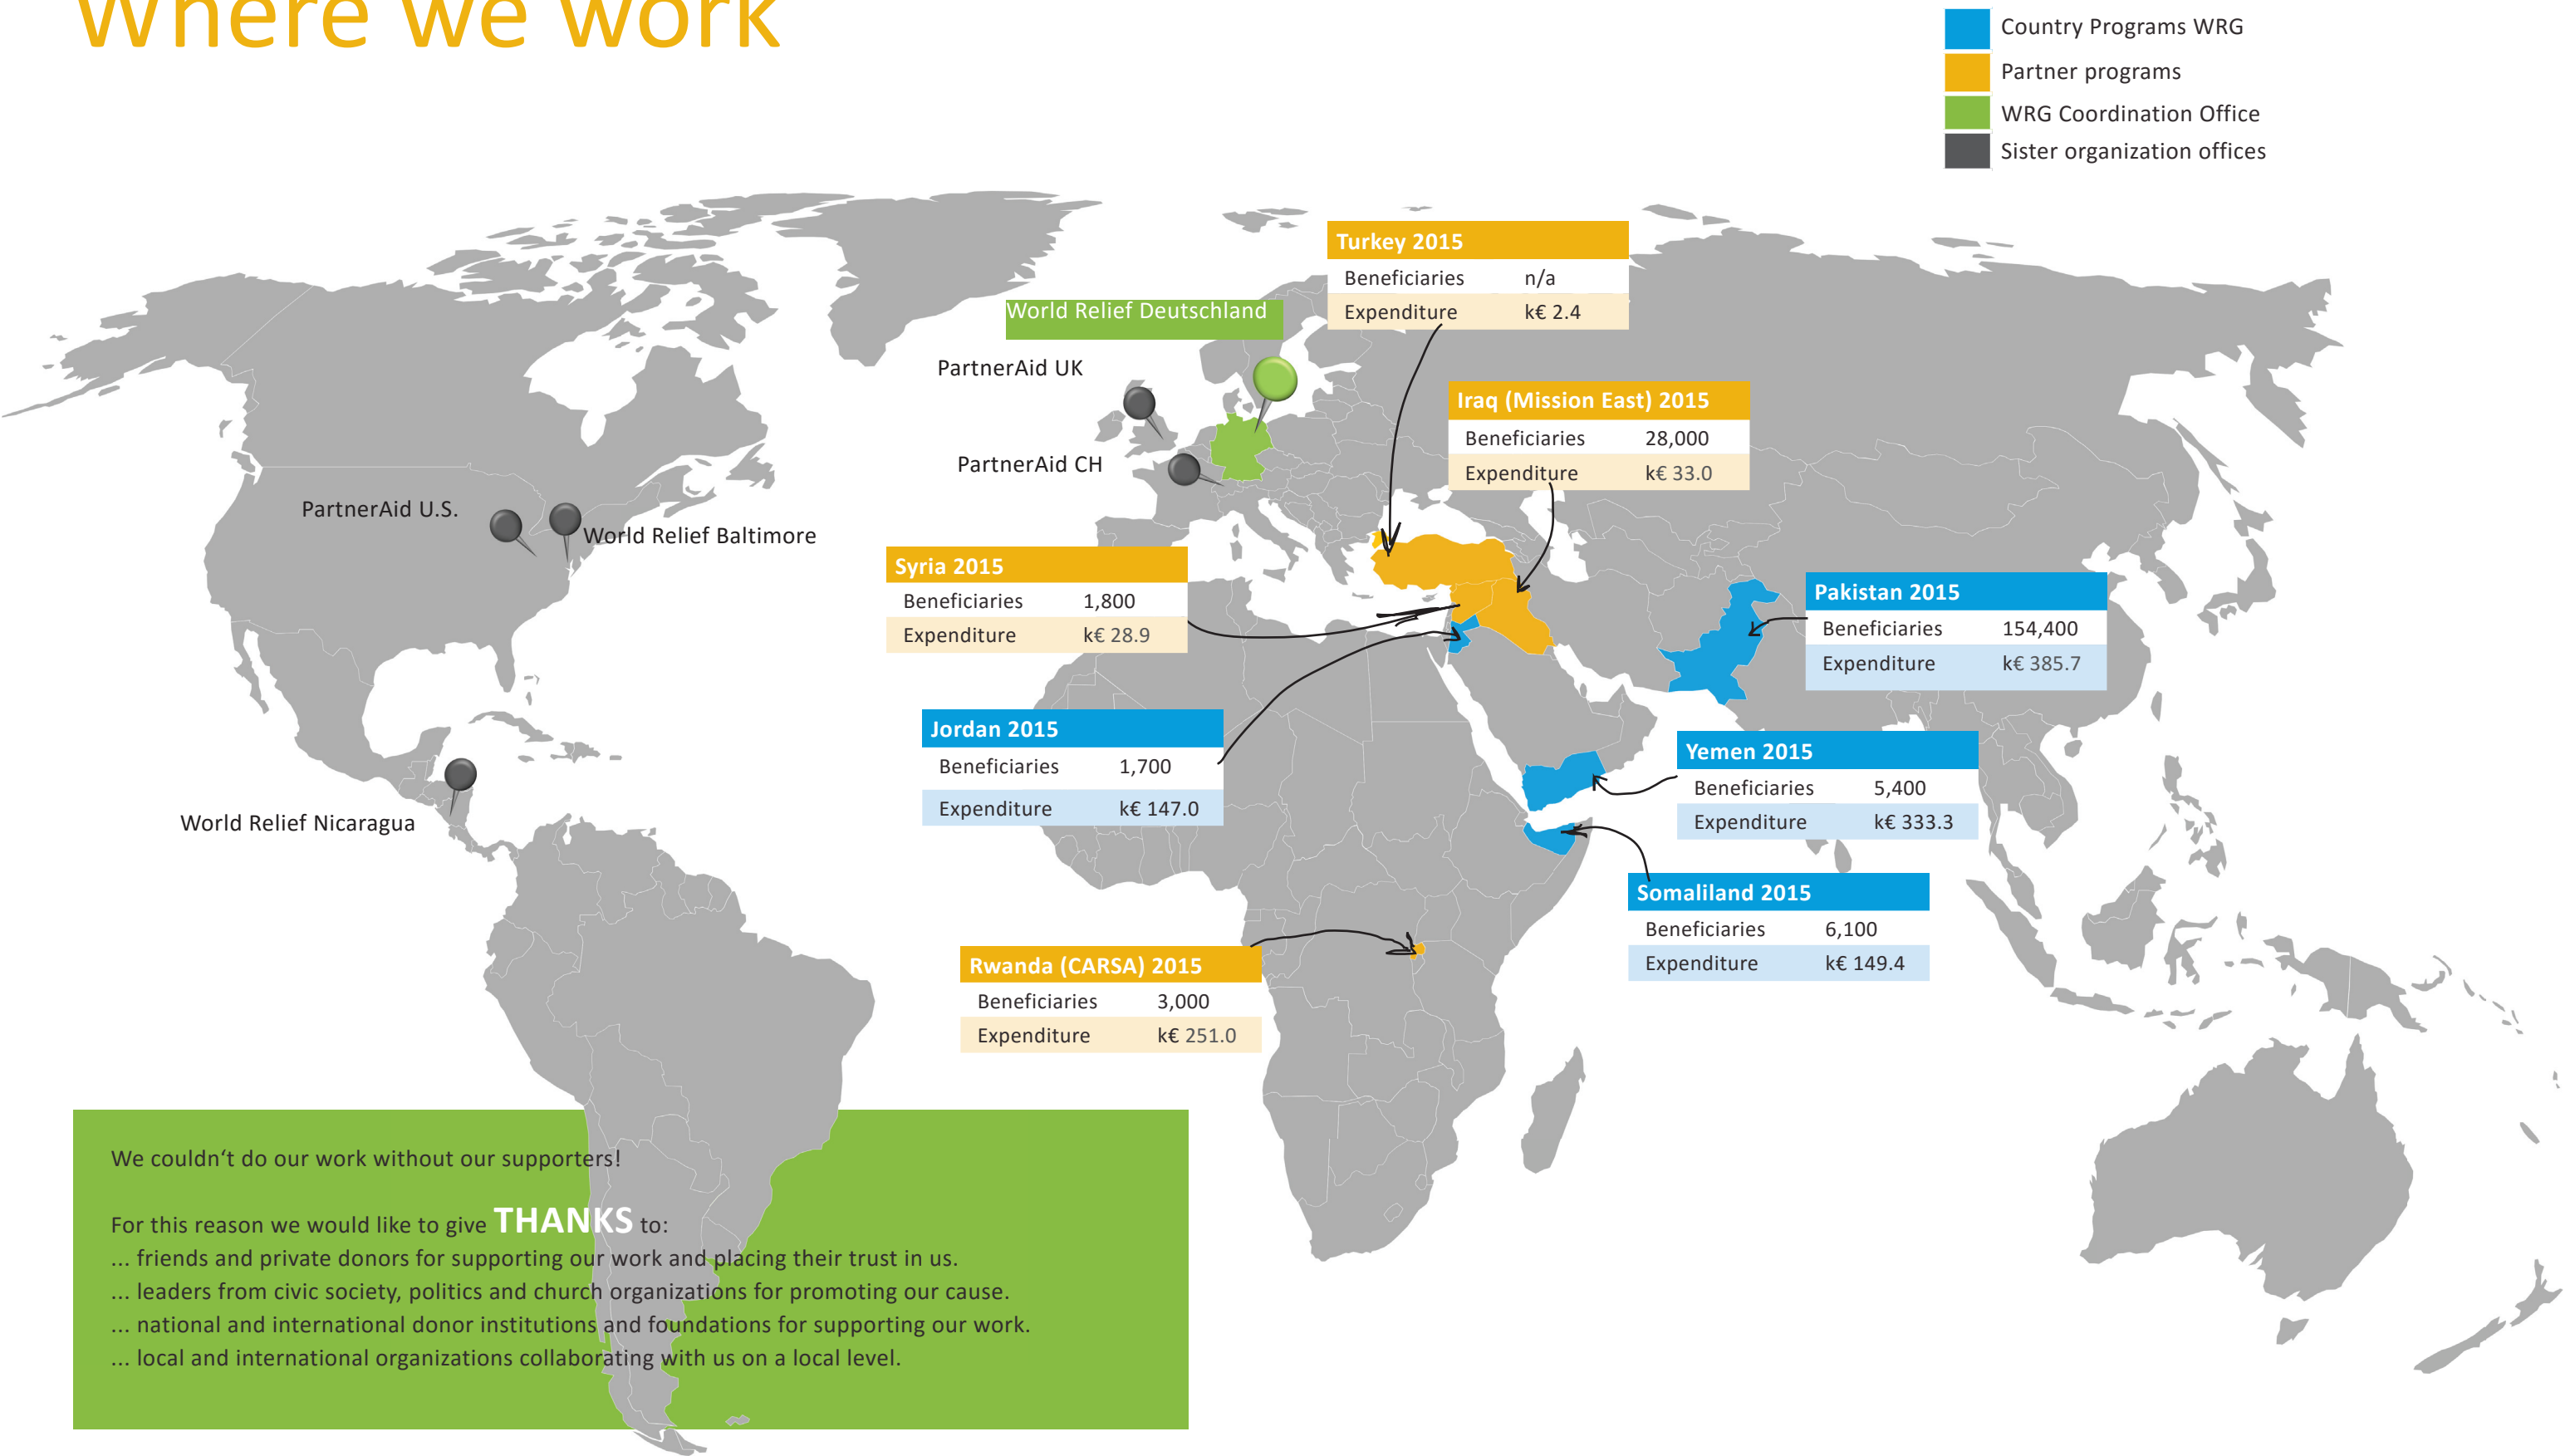 Where we work
Country Programs WRG
Partner programs
WRG Coordination Office
Sister organization offices
Turkey 2015
Beneficiaries n/a
Expenditure k€ 2.4
World Relief Deutschland
PartnerAid UK
Iraq (Mission East) 2015
Beneficiaries 28,000
Expenditure k€ 33.0
PartnerAid CH
PartnerAid U.S.
World Relief Baltimore
Syria 2015
Beneficiaries 1,800
Expenditure k€ 28.9
Pakistan 2015
Beneficiaries 154,400
Expenditure k€ 385.7
Jordan 2015
Beneficiaries 1,700
Expenditure k€ 147.0
Yemen 2015
Beneficiaries 5,400
Expenditure k€ 333.3
World Relief Nicaragua
Somaliland 2015
Beneficiaries 6,100
Expenditure k€ 149.4
Rwanda (CARSA) 2015
Beneficiaries 3,000
Expenditure k€ 251.0
We couldn‘t do our work without our supporters!
For this reason we would like to give THANKS to:
... friends and private donors for supporting our work and placing their trust in us.
... leaders from civic society, politics and church organizations for promoting our cause.
... national and international donor institutions and foundations for supporting our work.
... local and international organizations collaborating with us on a local level.